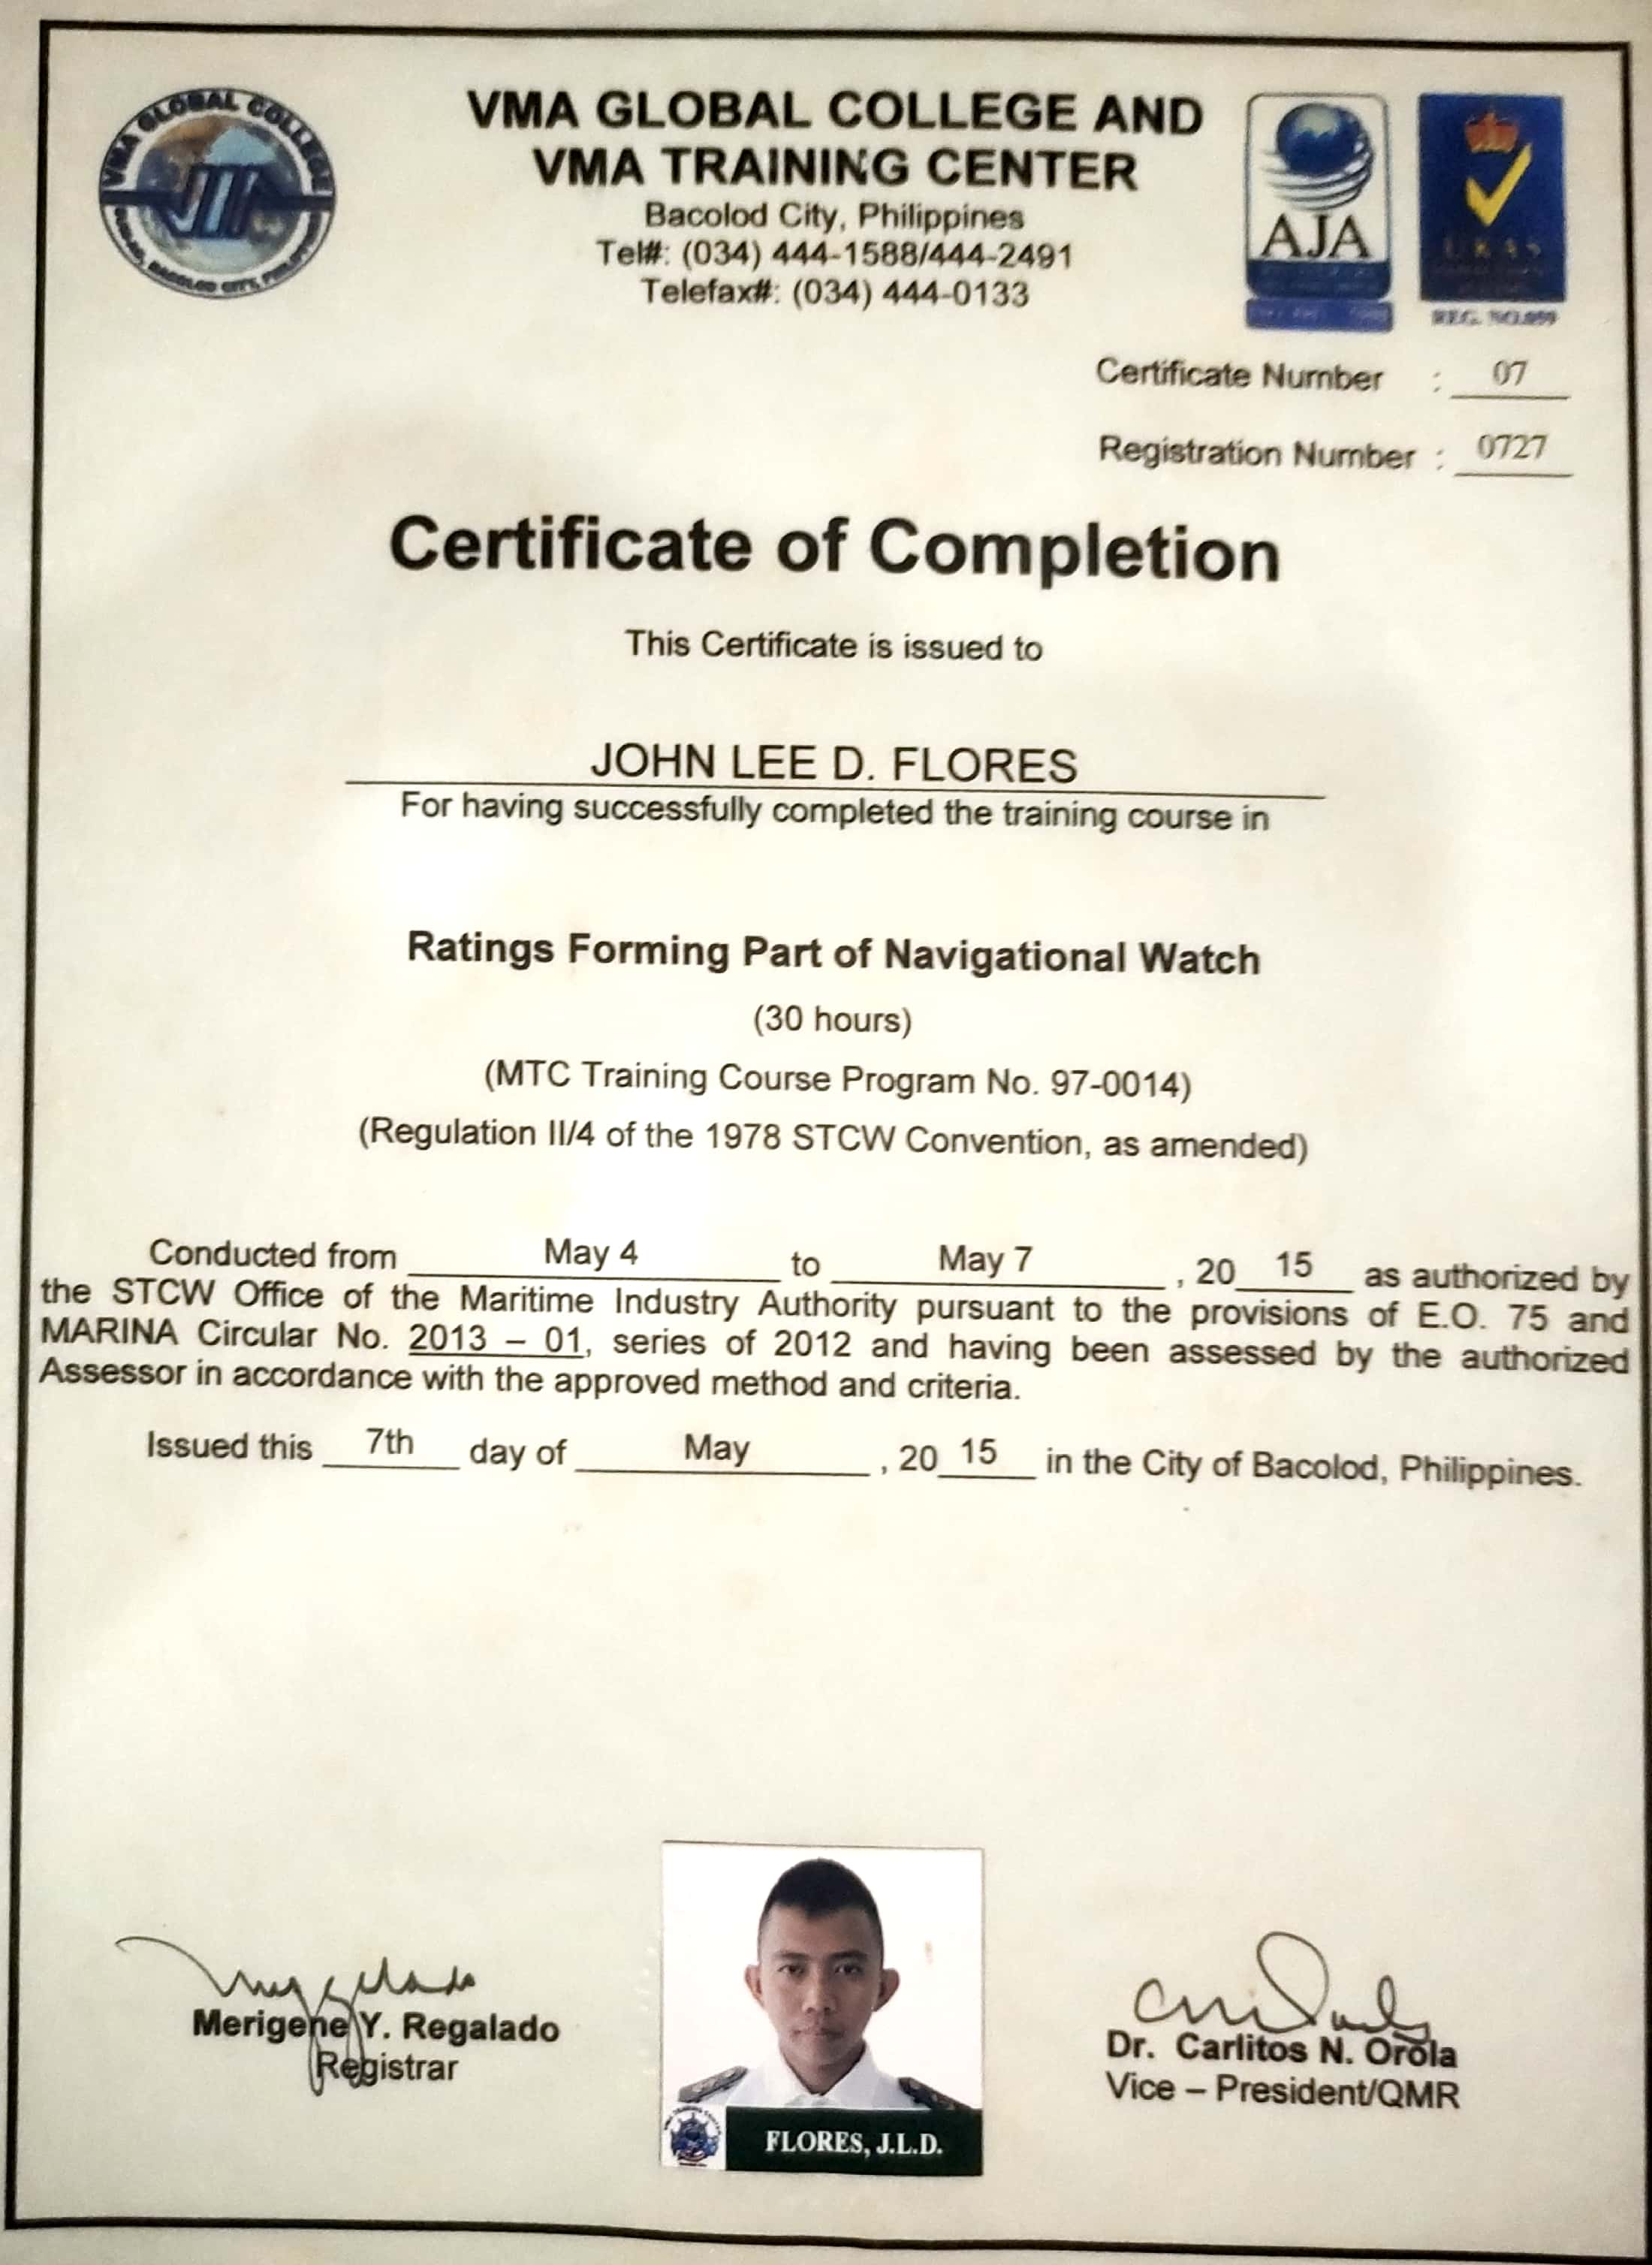 VMA GLOBAL COLLEGE
VMA GLOBAL COLLEGE AND
VMA TRAINING CENTER
Bacolod City, Philippines
Tel#: (034) 444-1588/444-2491
Telefax#: (034) 444-0133
AJA
UKAS
REG. NO.
Certificate Number : 07
Registration Number : 0727
Certificate of Completion
This Certificate is issued to
JOHN LEE D. FLORES
For having successfully completed the training course in
Ratings Forming Part of Navigational Watch
(30 hours)
(MTC Training Course Program No. 97-0014)
(Regulation II/4 of the 1978 STCW Convention, as amended)
Conducted from May 4 to May 7, 20 15 as authorized by
the STCW Office of the Maritime Industry Authority pursuant to the provisions of E.O. 75 and
MARINA Circular No. 2013 – 01, series of 2012 and having been assessed by the authorized
Assessor in accordance with the approved method and criteria.
Issued this 7th day of May, 20 15 in the City of Bacolod, Philippines.
Merigene Y. Regalado
Registrar
Dr. Carlitos N. Orola
Vice – President/QMR
FLORES, J.L.D.